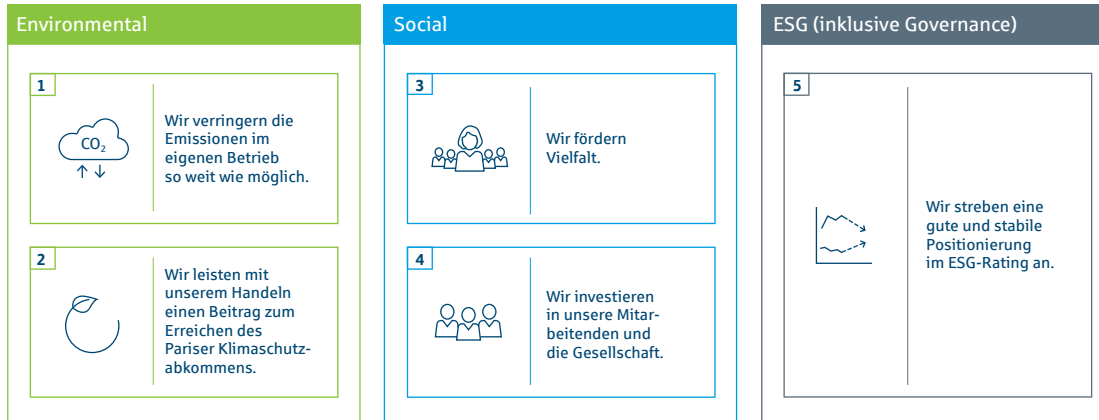 Environmental
1
CO₂
Wir verringern die
Emissionen im
eigenen Betrieb
so weit wie möglich.
2
Wir leisten mit
unserem Handeln
einen Beitrag zum
Erreichen des
Pariser Klimaschutz-
abkommens.
Social
3
Wir fördern
Vielfalt.
4
Wir investieren
in unsere Mitar-
beitenden und
die Gesellschaft.
ESG (inklusive Governance)
5
Wir streben eine
gute und stabile
Positionierung
im ESG-Rating an.